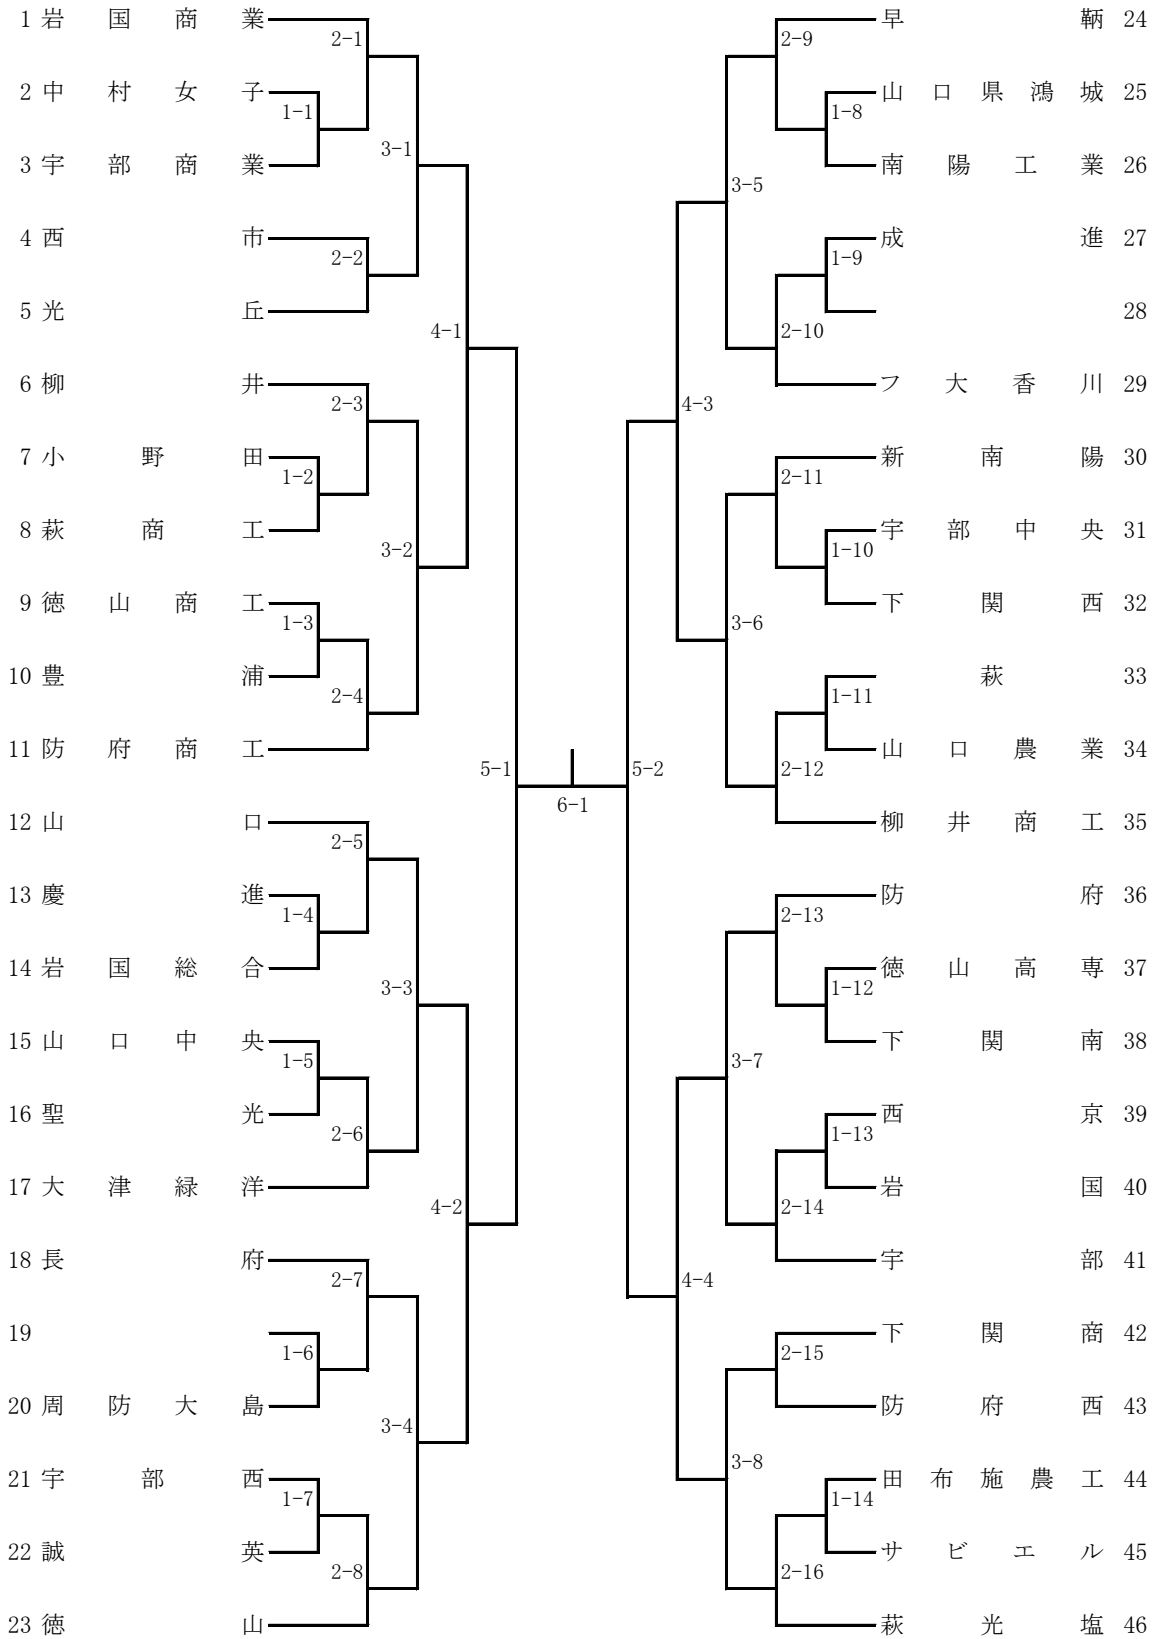 1 岩国商業
2-1
2 中村女子
1-1
3 宇部商業
3-1
4 西市
2-2
5 光丘
4-1
6 柳井
2-3
7 小野田
1-2
8 萩商工
3-2
9 徳山商工
1-3
10 豊浦
2-4
11 防府商工
5-1
12 山口
2-5
13 慶進
1-4
14 岩国総合
3-3
15 山口中央
1-5
16 聖光
2-6
17 大津緑洋
4-2
18 長府
2-7
19
1-6
20 周防大島
3-4
21 宇部西
1-7
22 誠英
2-8
23 徳山
6-1
早鞆 24
2-9
山口県鴻城 25
1-8
南陽工業 26
3-5
成進 27
1-9
28
2-10
フ大香川 29
4-3
新南陽 30
2-11
宇部中央 31
1-10
下関西 32
3-6
萩 33
1-11
山口農業 34
2-12
5-2
柳井商工 35
防府 36
2-13
徳山高専 37
1-12
下関南 38
3-7
西京 39
1-13
岩国 40
2-14
宇部 41
4-4
下関商 42
2-15
防府西 43
3-8
田布施農工 44
1-14
サビエル 45
2-16
萩光塩 46